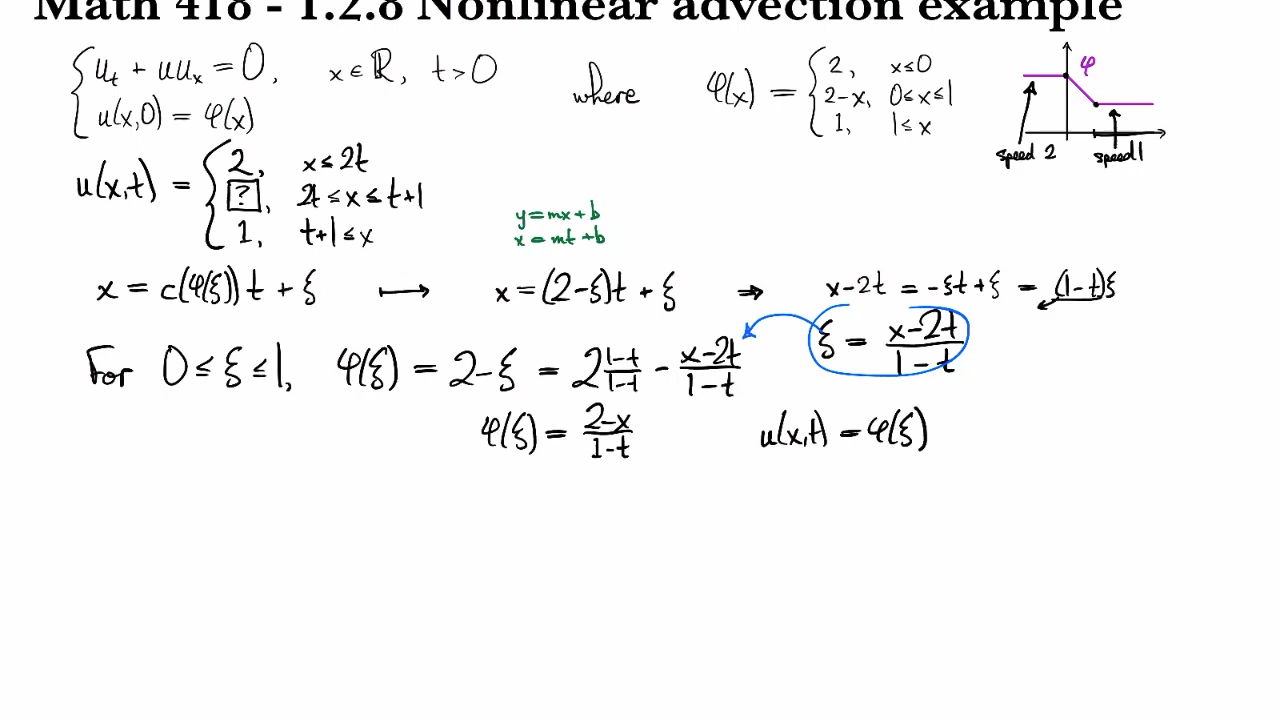 Math 418 - 1.2.8 Nonlinear advection example
{ uₜ + uuₓ = 0, x ∈ ℝ, t > 0
u(x,0) = φ(x)
where
φ(x) = { 2, x ≤ 0
2-x, 0 ≤ x ≤ 1
1, 1 ≤ x
φ
speed 2
speed 1
u(x,t) = { 2, x ≤ 2t
?, 2t ≤ x ≤ t+1
1, t+1 ≤ x
y = mx + b
x = mt + b
x = c(φ(ξ))t + ξ ⟼ x = (2-ξ)t + ξ ⇒ x-2t = -ξt + ξ = (1-t)ξ
ξ = (x-2t)/(1-t)
For 0 ≤ ξ ≤ 1, φ(ξ) = 2-ξ = 2 (1-t)/(1-t) - (x-2t)/(1-t)
φ(ξ) = (2-x)/(1-t) u(x,t) = φ(ξ)